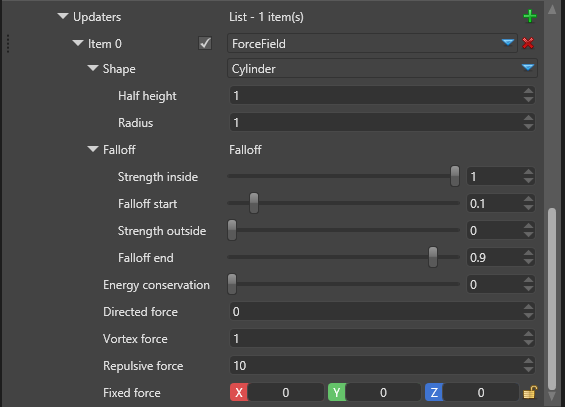 Updaters List - 1 item(s)
Item 0 ForceField
Shape Cylinder
Half height 1
Radius 1
Falloff Falloff
Strength inside 1
Falloff start 0.1
Strength outside 0
Falloff end 0.9
Energy conservation 0
Directed force 0
Vortex force 1
Repulsive force 10
Fixed force X 0 Y 0 Z 0